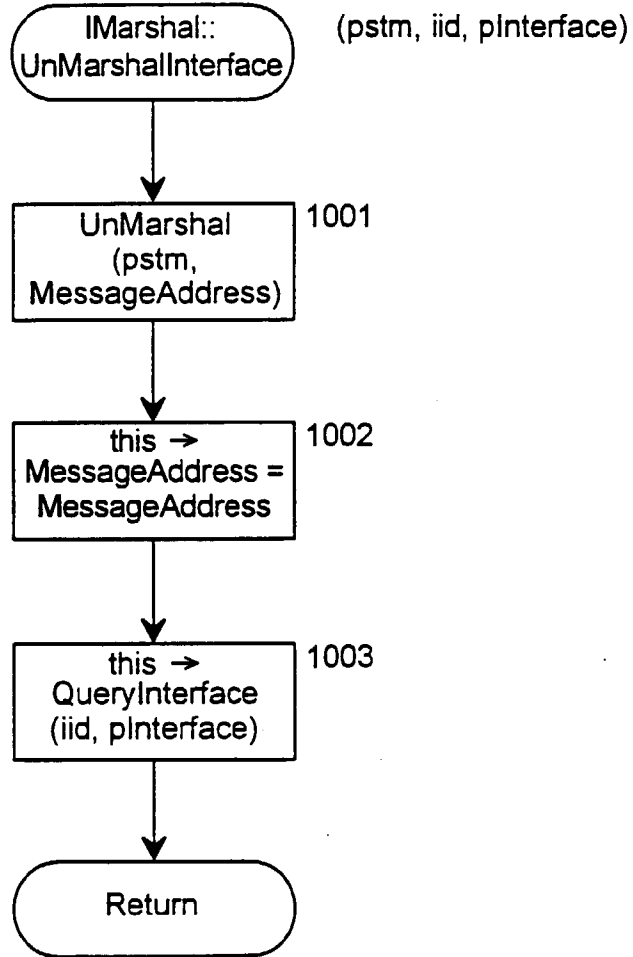 IMarshal::
UnMarshalInterface
(pstm, iid, pInterface)
UnMarshal
(pstm,
MessageAddress)
1001
this →
MessageAddress =
MessageAddress
1002
this →
QueryInterface
(iid, pInterface)
1003
Return